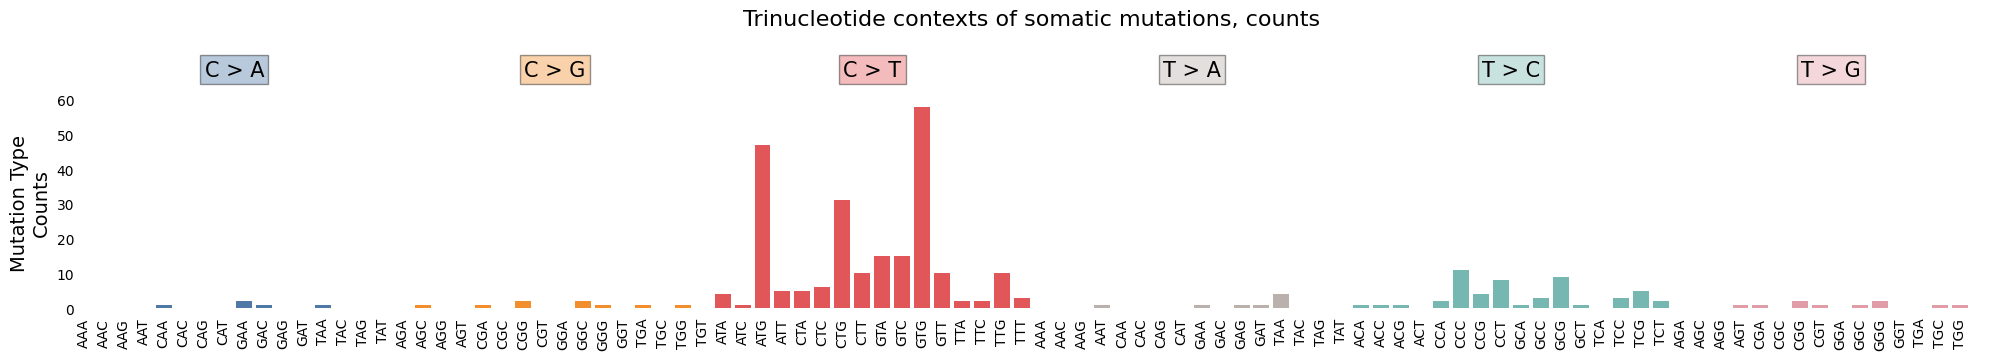 Trinucleotide contexts of somatic mutations, counts
C > A C > G C > T T > A T > C T > G
Mutation Type
Counts
60
50
40
30
20
10
0
AAA AAC AAG AAT CAA CAC CAG CAT GAA GAC GAG GAT TAA TAC TAG TAT AGA AGC AGG AGT CGA CGC CGG CGT GGA GGC GGG GGT TGA TGC TGG TGT ATA ATC ATG ATT CTA CTC CTG CTT GTA GTC GTG GTT TTA TTC TTG TTT AAA AAC AAG AAT CAA CAC CAG CAT GAA GAC GAG GAT TAA TAC TAG TAT ACA ACC ACG ACT CCA CCC CCG CCT GCA GCC GCG GCT TCA TCC TCG TCT AGA AGC AGG AGT CGA CGC CGG CGT GGA GGC GGG GGT TGA TGC TGG